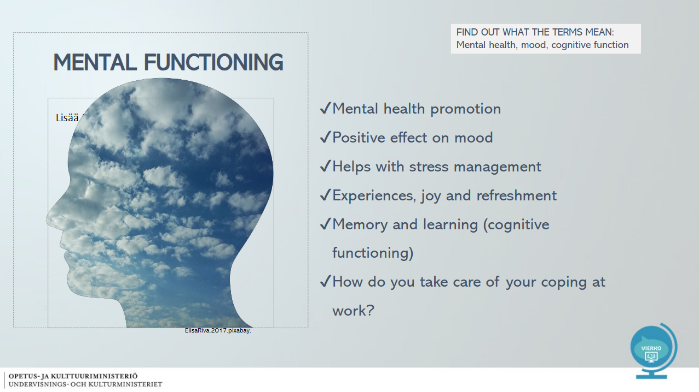 FIND OUT WHAT THE TERMS MEAN:
Mental health, mood, cognitive function
MENTAL FUNCTIONING
Lisää
✓Mental health promotion
✓Positive effect on mood
✓Helps with stress management
✓Experiences, joy and refreshment
✓Memory and learning (cognitive
functioning)
✓How do you take care of your coping at
work?
ElisaRiva.2017.pixabay.
VIERKO
OPETUS- JA KULTTUURIMINISTERIÖ
UNDERVISNINGS- OCH KULTURMINISTERIET